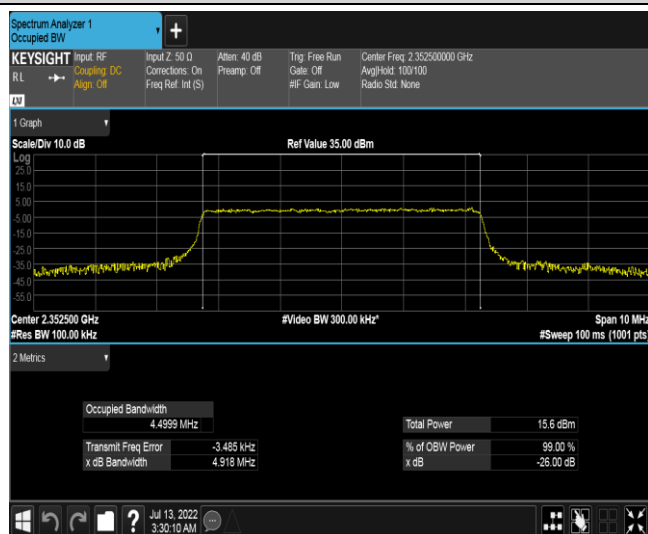 Spectrum Analyzer 1
Occupied BW
+
KEYSIGHT Input: RF Input Z: 50 Ω Atten: 40 dB Trig: Free Run Center Freq: 2.352500000 GHz
RL Coupling: DC Corrections: On Preamp: Off Gate: Off Avg|Hold: 100/100
Align: Off Freq Ref: Int (S) #IF Gain: Low Radio Std: None
LXI
1 Graph
Scale/Div 10.0 dB Ref Value 35.00 dBm
Log
25.0
15.0
5.00
-5.00
-15.0
-25.0
-35.0
-45.0
-55.0
Center 2.352500 GHz #Video BW 300.00 kHz* Span 10 MHz
#Res BW 100.00 kHz #Sweep 100 ms (1001 pts)
2 Metrics
Occupied Bandwidth
4.4999 MHz Total Power 15.6 dBm
Transmit Freq Error -3.485 kHz % of OBW Power 99.00 %
x dB Bandwidth 4.918 MHz x dB -26.00 dB
? Jul 13, 2022
3:30:10 AM